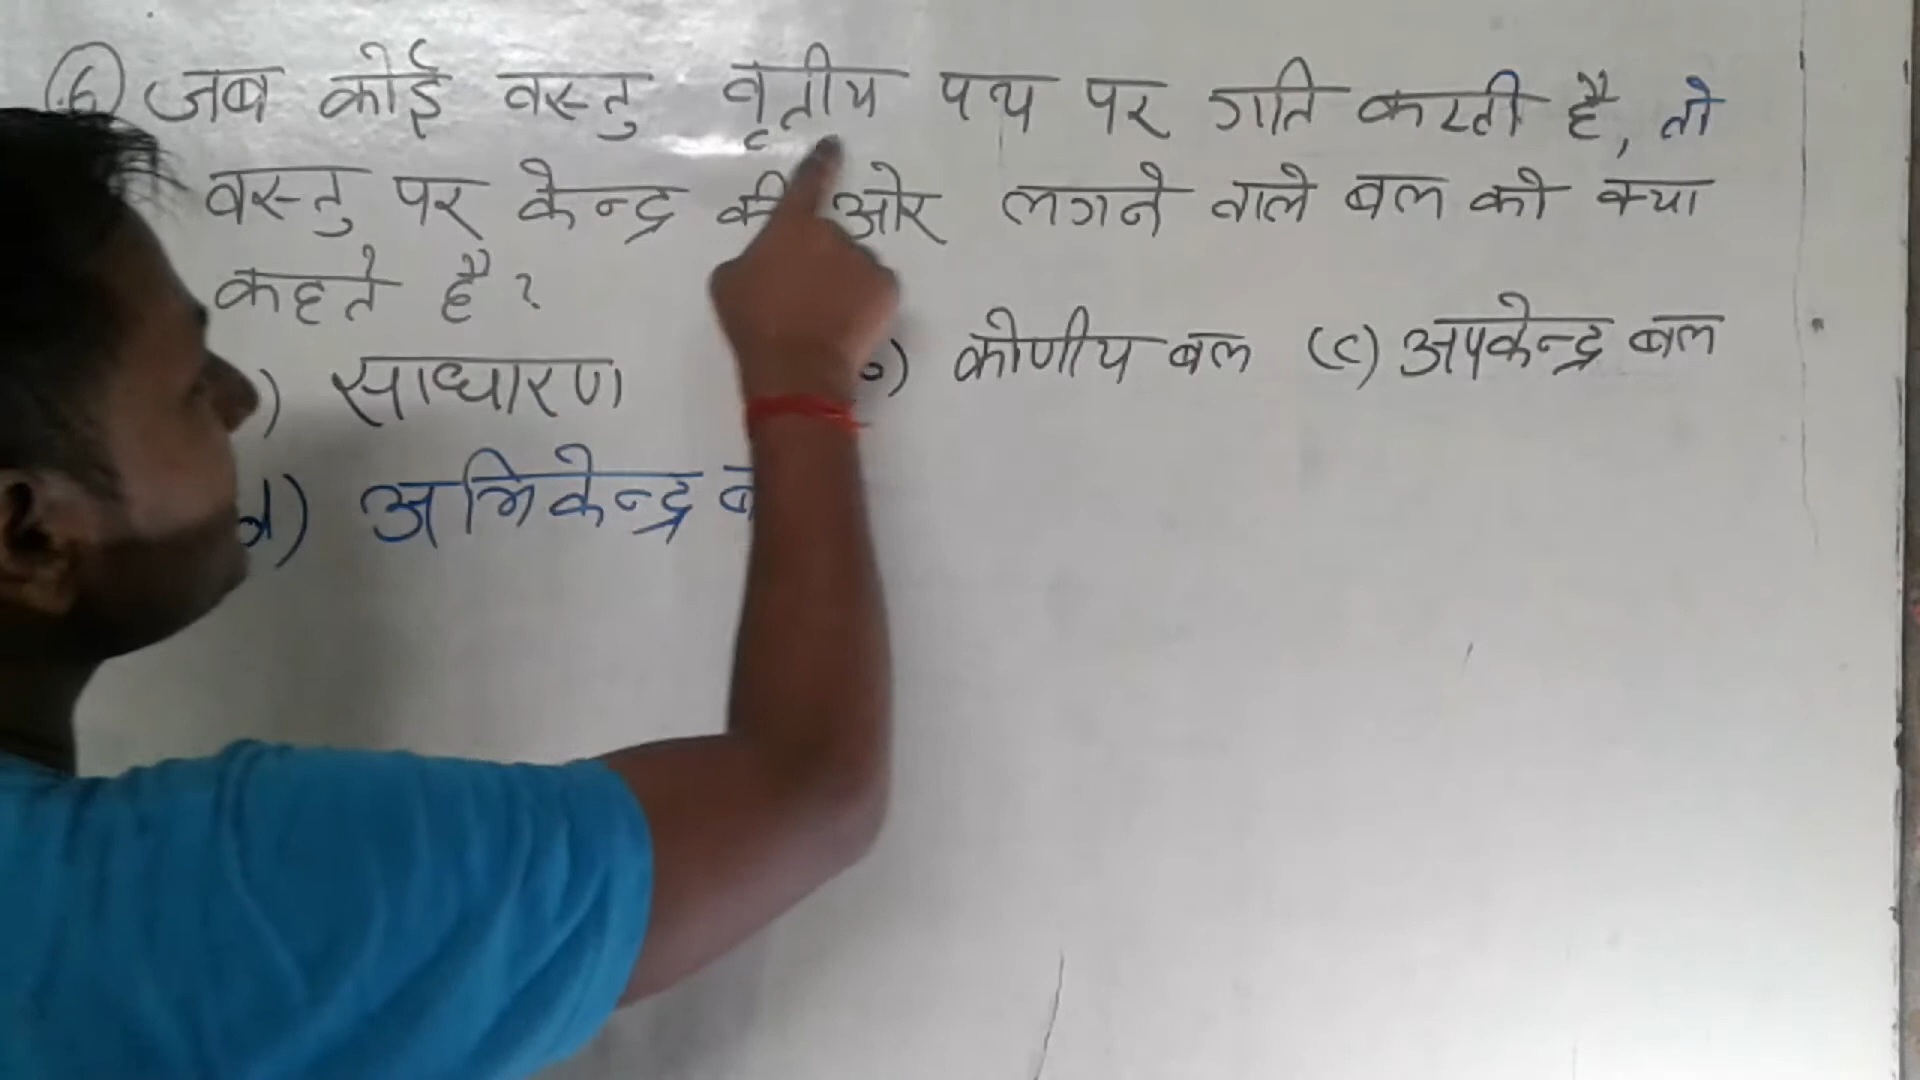 6 जब कोई वस्तु वृतीय पथ पर गति करती है, तो
वस्तु पर केन्द्र की ओर लगने वाले बल को क्या
कहते है?
) साधारण ) कोणीय बल (c) अपकेन्द्र बल
d) अभिकेन्द्र